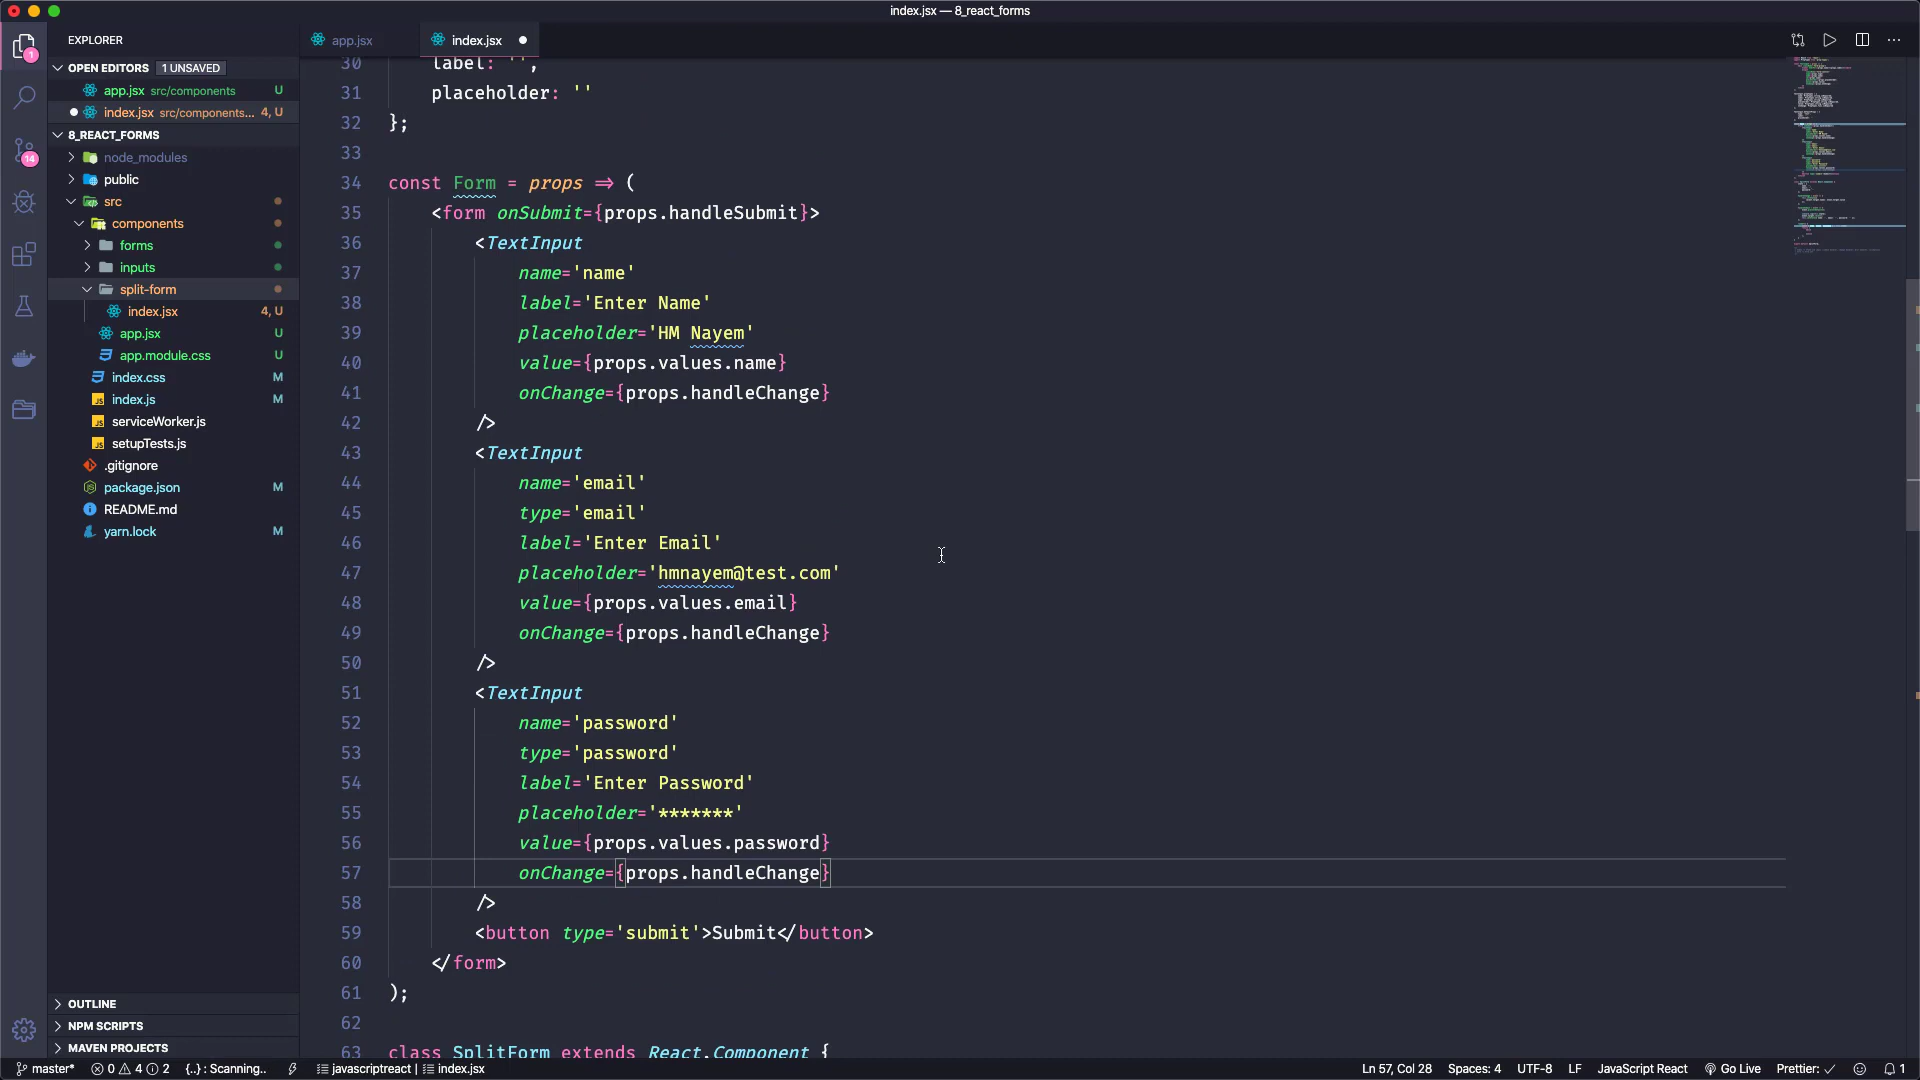 index.jsx — 8_react_forms
EXPLORER
OPEN EDITORS 1 UNSAVED
app.jsx src/components U
index.jsx src/components... 4, U
8_REACT_FORMS
node_modules
public
src
components
forms
inputs
split-form
index.jsx 4, U
app.jsx U
app.module.css U
index.css M
index.js M
serviceWorker.js
setupTests.js
.gitignore
package.json M
README.md
yarn.lock M
OUTLINE
NPM SCRIPTS
MAVEN PROJECTS
1
14
app.jsx
index.jsx
30 label: '',
31 placeholder: ''
32 };
33
34 const Form = props => (
35 <form onSubmit={props.handleSubmit}>
36 <TextInput
37 name='name'
38 label='Enter Name'
39 placeholder='HM Nayem'
40 value={props.values.name}
41 onChange={props.handleChange}
42 />
43 <TextInput
44 name='email'
45 type='email'
46 label='Enter Email'
47 placeholder='hmnayem@test.com'
48 value={props.values.email}
49 onChange={props.handleChange}
50 />
51 <TextInput
52 name='password'
53 type='password'
54 label='Enter Password'
55 placeholder='*******'
56 value={props.values.password}
57 onChange={props.handleChange}
58 />
59 <button type='submit'>Submit</button>
60 </form>
61 );
62
63 class SplitForm extends React.Component {
master* 0 4 2 {..} : Scanning.. javascriptreact | index.jsx Ln 57, Col 28 Spaces: 4 UTF-8 LF JavaScript React Go Live Prettier: ✓ 1